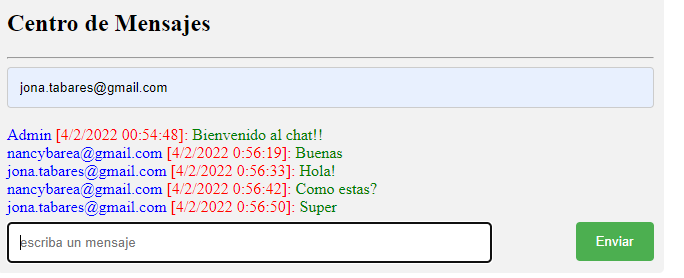 Centro de Mensajes
jona.tabares@gmail.com
Admin [4/2/2022 00:54:48]: Bienvenido al chat!!
nancybarea@gmail.com [4/2/2022 0:56:19]: Buenas
jona.tabares@gmail.com [4/2/2022 0:56:33]: Hola!
nancybarea@gmail.com [4/2/2022 0:56:42]: Como estas?
jona.tabares@gmail.com [4/2/2022 0:56:50]: Super
escriba un mensaje
Enviar